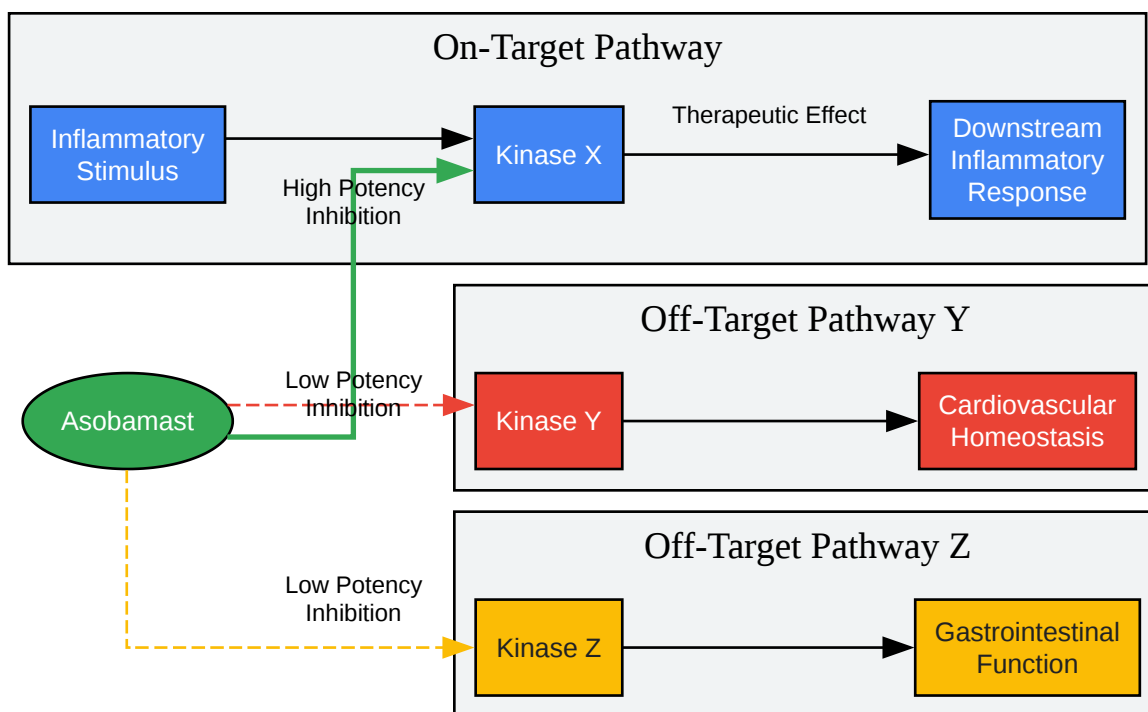 On-Target Pathway
Inflammatory
Stimulus
Kinase X
Therapeutic Effect
Downstream
Inflammatory
Response
High Potency
Inhibition
Off-Target Pathway Y
Asobamast
Low Potency
Inhibition
Kinase Y
Cardiovascular
Homeostasis
Off-Target Pathway Z
Low Potency
Inhibition
Kinase Z
Gastrointestinal
Function